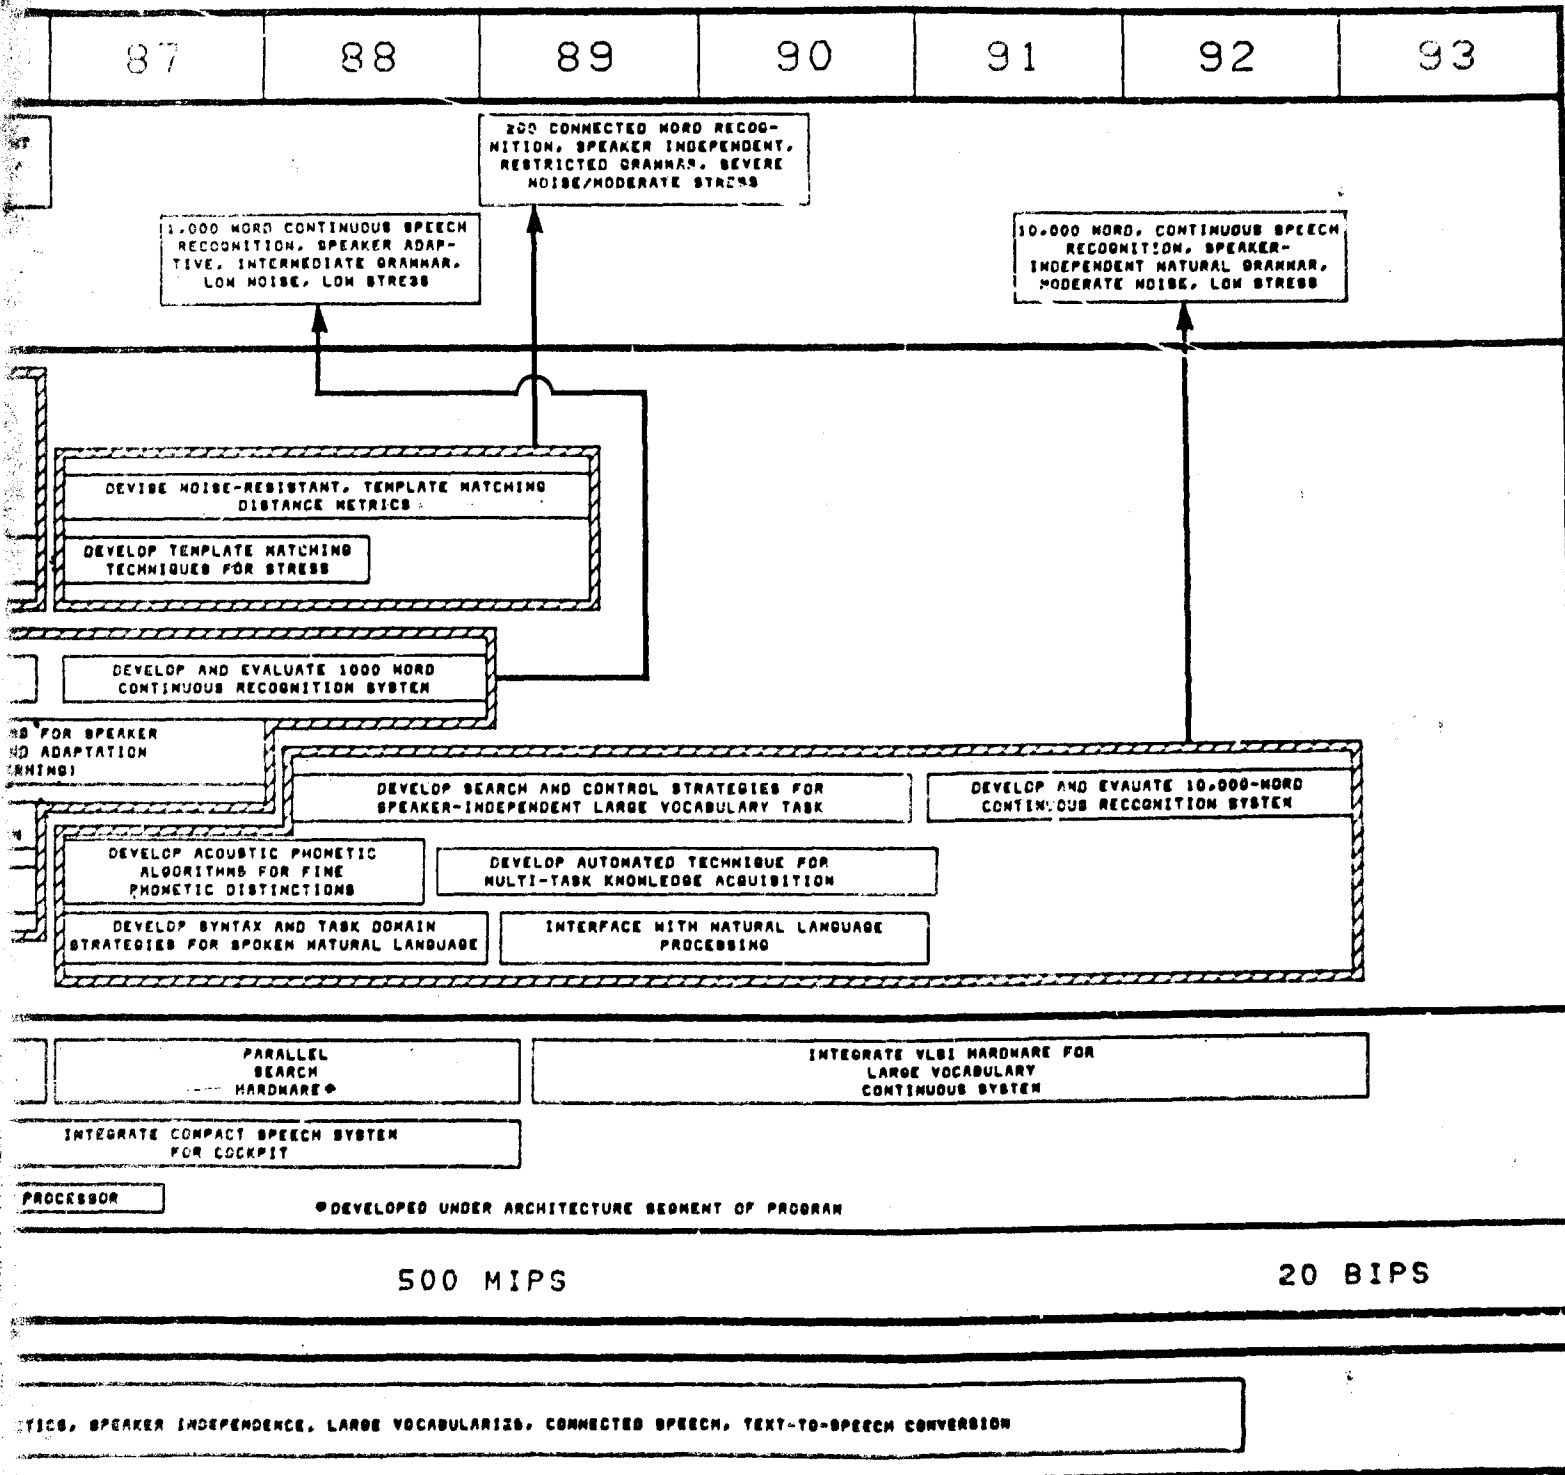 87 88 89 90 91 92 93
200 CONNECTED WORD RECOG-
NITION, SPEAKER INDEPENDENT,
RESTRICTED GRAMMAR, SEVERE
NOISE/MODERATE STRESS
1,000 WORD CONTINUOUS SPEECH
RECOGNITION, SPEAKER ADAP-
TIVE, INTERMEDIATE GRAMMAR,
LOW NOISE, LOW STRESS
10,000 WORD, CONTINUOUS SPEECH
RECOGNITION, SPEAKER-
INDEPENDENT NATURAL GRAMMAR,
MODERATE NOISE, LOW STRESS
DEVISE NOISE-RESISTANT, TEMPLATE MATCHING
DISTANCE METRICS
DEVELOP TEMPLATE MATCHING
TECHNIQUES FOR STRESS
DEVELOP AND EVALUATE 1000 WORD
CONTINUOUS RECOGNITION SYSTEM
FOR SPEAKER
ADAPTATION
DEVELOP SEARCH AND CONTROL STRATEGIES FOR
SPEAKER-INDEPENDENT LARGE VOCABULARY TASK
DEVELOP AND EVALUATE 10,000-WORD
CONTINUOUS RECOGNITION SYSTEM
DEVELOP ACOUSTIC PHONETIC
ALGORITHMS FOR FINE
PHONETIC DISTINCTIONS
DEVELOP AUTOMATED TECHNIQUE FOR
MULTI-TASK KNOWLEDGE ACQUISITION
DEVELOP SYNTAX AND TASK DOMAIN
STRATEGIES FOR SPOKEN NATURAL LANGUAGE
INTERFACE WITH NATURAL LANGUAGE
PROCESSING
PARALLEL
SEARCH
HARDWARE*
INTEGRATE VLSI HARDWARE FOR
LARGE VOCABULARY
CONTINUOUS SYSTEM
INTEGRATE COMPACT SPEECH SYSTEM
FOR COCKPIT
PROCESSOR
*DEVELOPED UNDER ARCHITECTURE SEGMENT OF PROGRAM
500 MIPS
20 BIPS
TICS, SPEAKER INDEPENDENCE, LARGE VOCABULARIES, CONNECTED SPEECH, TEXT-TO-SPEECH CONVERSION